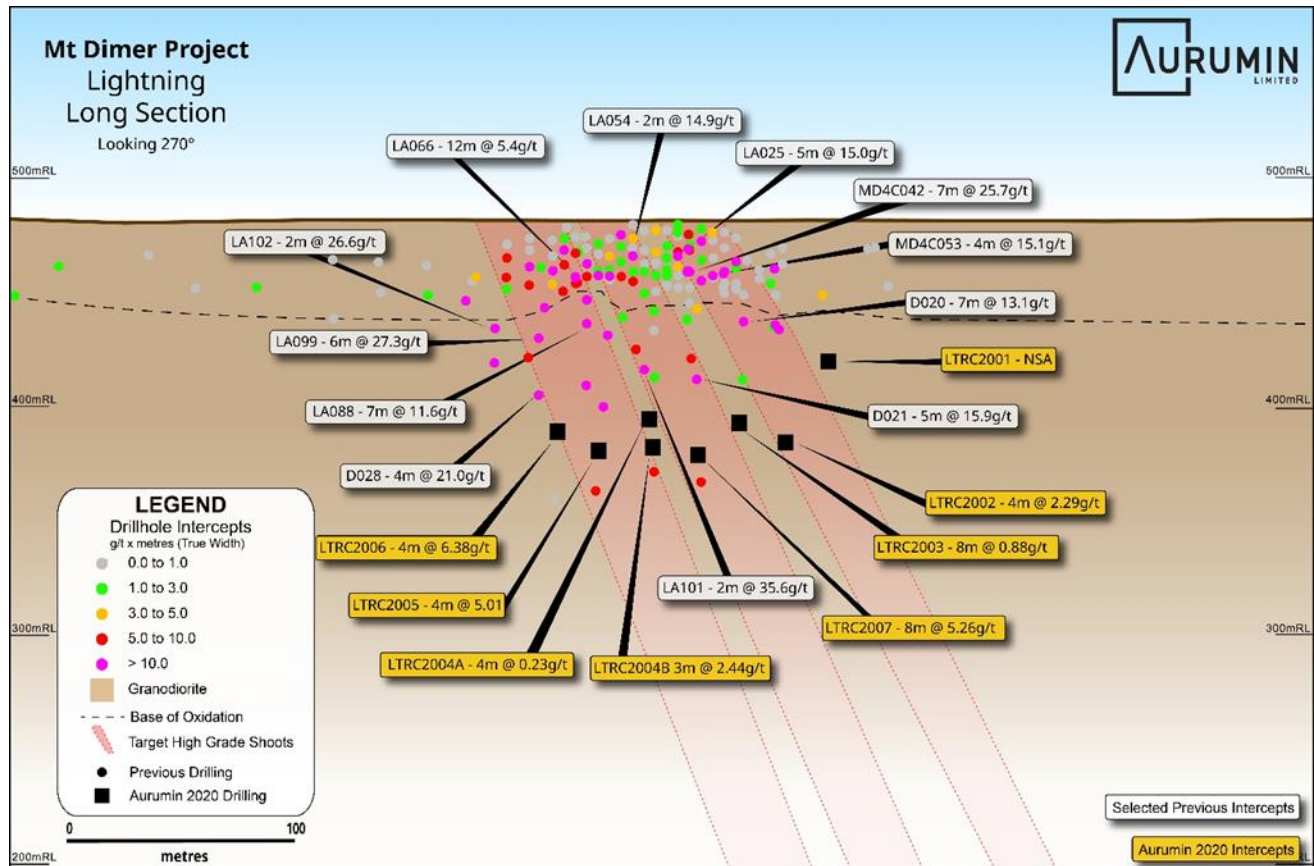 Mt Dimer Project
Lightning
Long Section
Looking 270°
AURUMIN
LIMITED
LA054 - 2m @ 14.9g/t
LA066 - 12m @ 5.4g/t
LA025 - 5m @ 15.0g/t
500mRL
500mRL
MD4C042 - 7m @ 25.7g/t
LA102 - 2m @ 26.6g/t
MD4C053 - 4m @ 15.1g/t
D020 - 7m @ 13.1g/t
LA099 - 6m @ 27.3g/t
LTRC2001 - NSA
400mRL
400mRL
LA088 - 7m @ 11.6g/t
D021 - 5m @ 15.9g/t
D028 - 4m @ 21.0g/t
LTRC2002 - 4m @ 2.29g/t
LTRC2006 - 4m @ 6.38g/t
LTRC2003 - 8m @ 0.88g/t
LA101 - 2m @ 35.6g/t
LTRC2005 - 4m @ 5.01
LTRC2007 - 8m @ 5.26g/t
300mRL
300mRL
LTRC2004A - 4m @ 0.23g/t
LTRC2004B 3m @ 2.44g/t
LEGEND
Drillhole Intercepts
g/t x metres (True Width)
0.0 to 1.0
1.0 to 3.0
3.0 to 5.0
5.0 to 10.0
> 10.0
Granodiorite
Base of Oxidation
Target High Grade Shoots
Previous Drilling
Aurumin 2020 Drilling
0 100
metres
200mRL
200mRL
Selected Previous Intercepts
Aurumin 2020 Intercepts